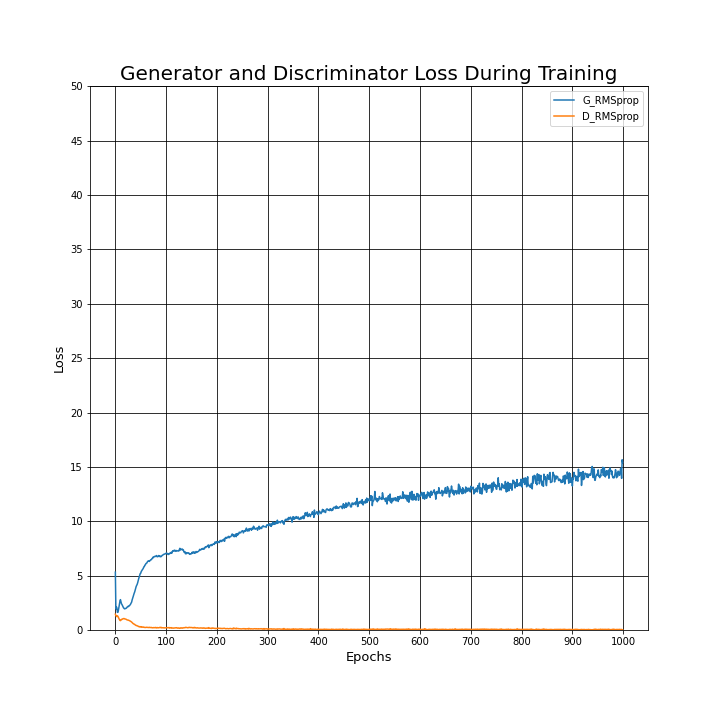 Generator and Discriminator Loss During Training
G_RMSprop
D_RMSprop
50
45
40
35
30
25
20
15
10
5
0
Loss
0 100 200 300 400 500 600 700 800 900 1000
Epochs